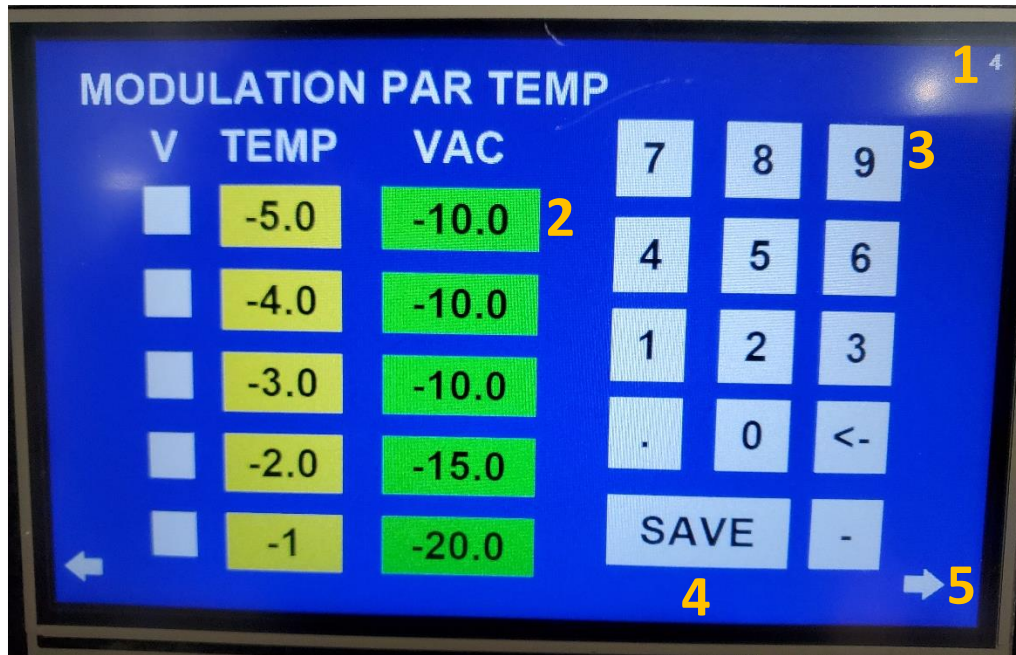 1 4
MODULATION PAR TEMP
V TEMP VAC
-5.0 -10.0 2
-4.0 -10.0
-3.0 -10.0
-2.0 -15.0
-1 -20.0
7 8 9 3
4 5 6
1 2 3
. 0 <-
SAVE -
4
5